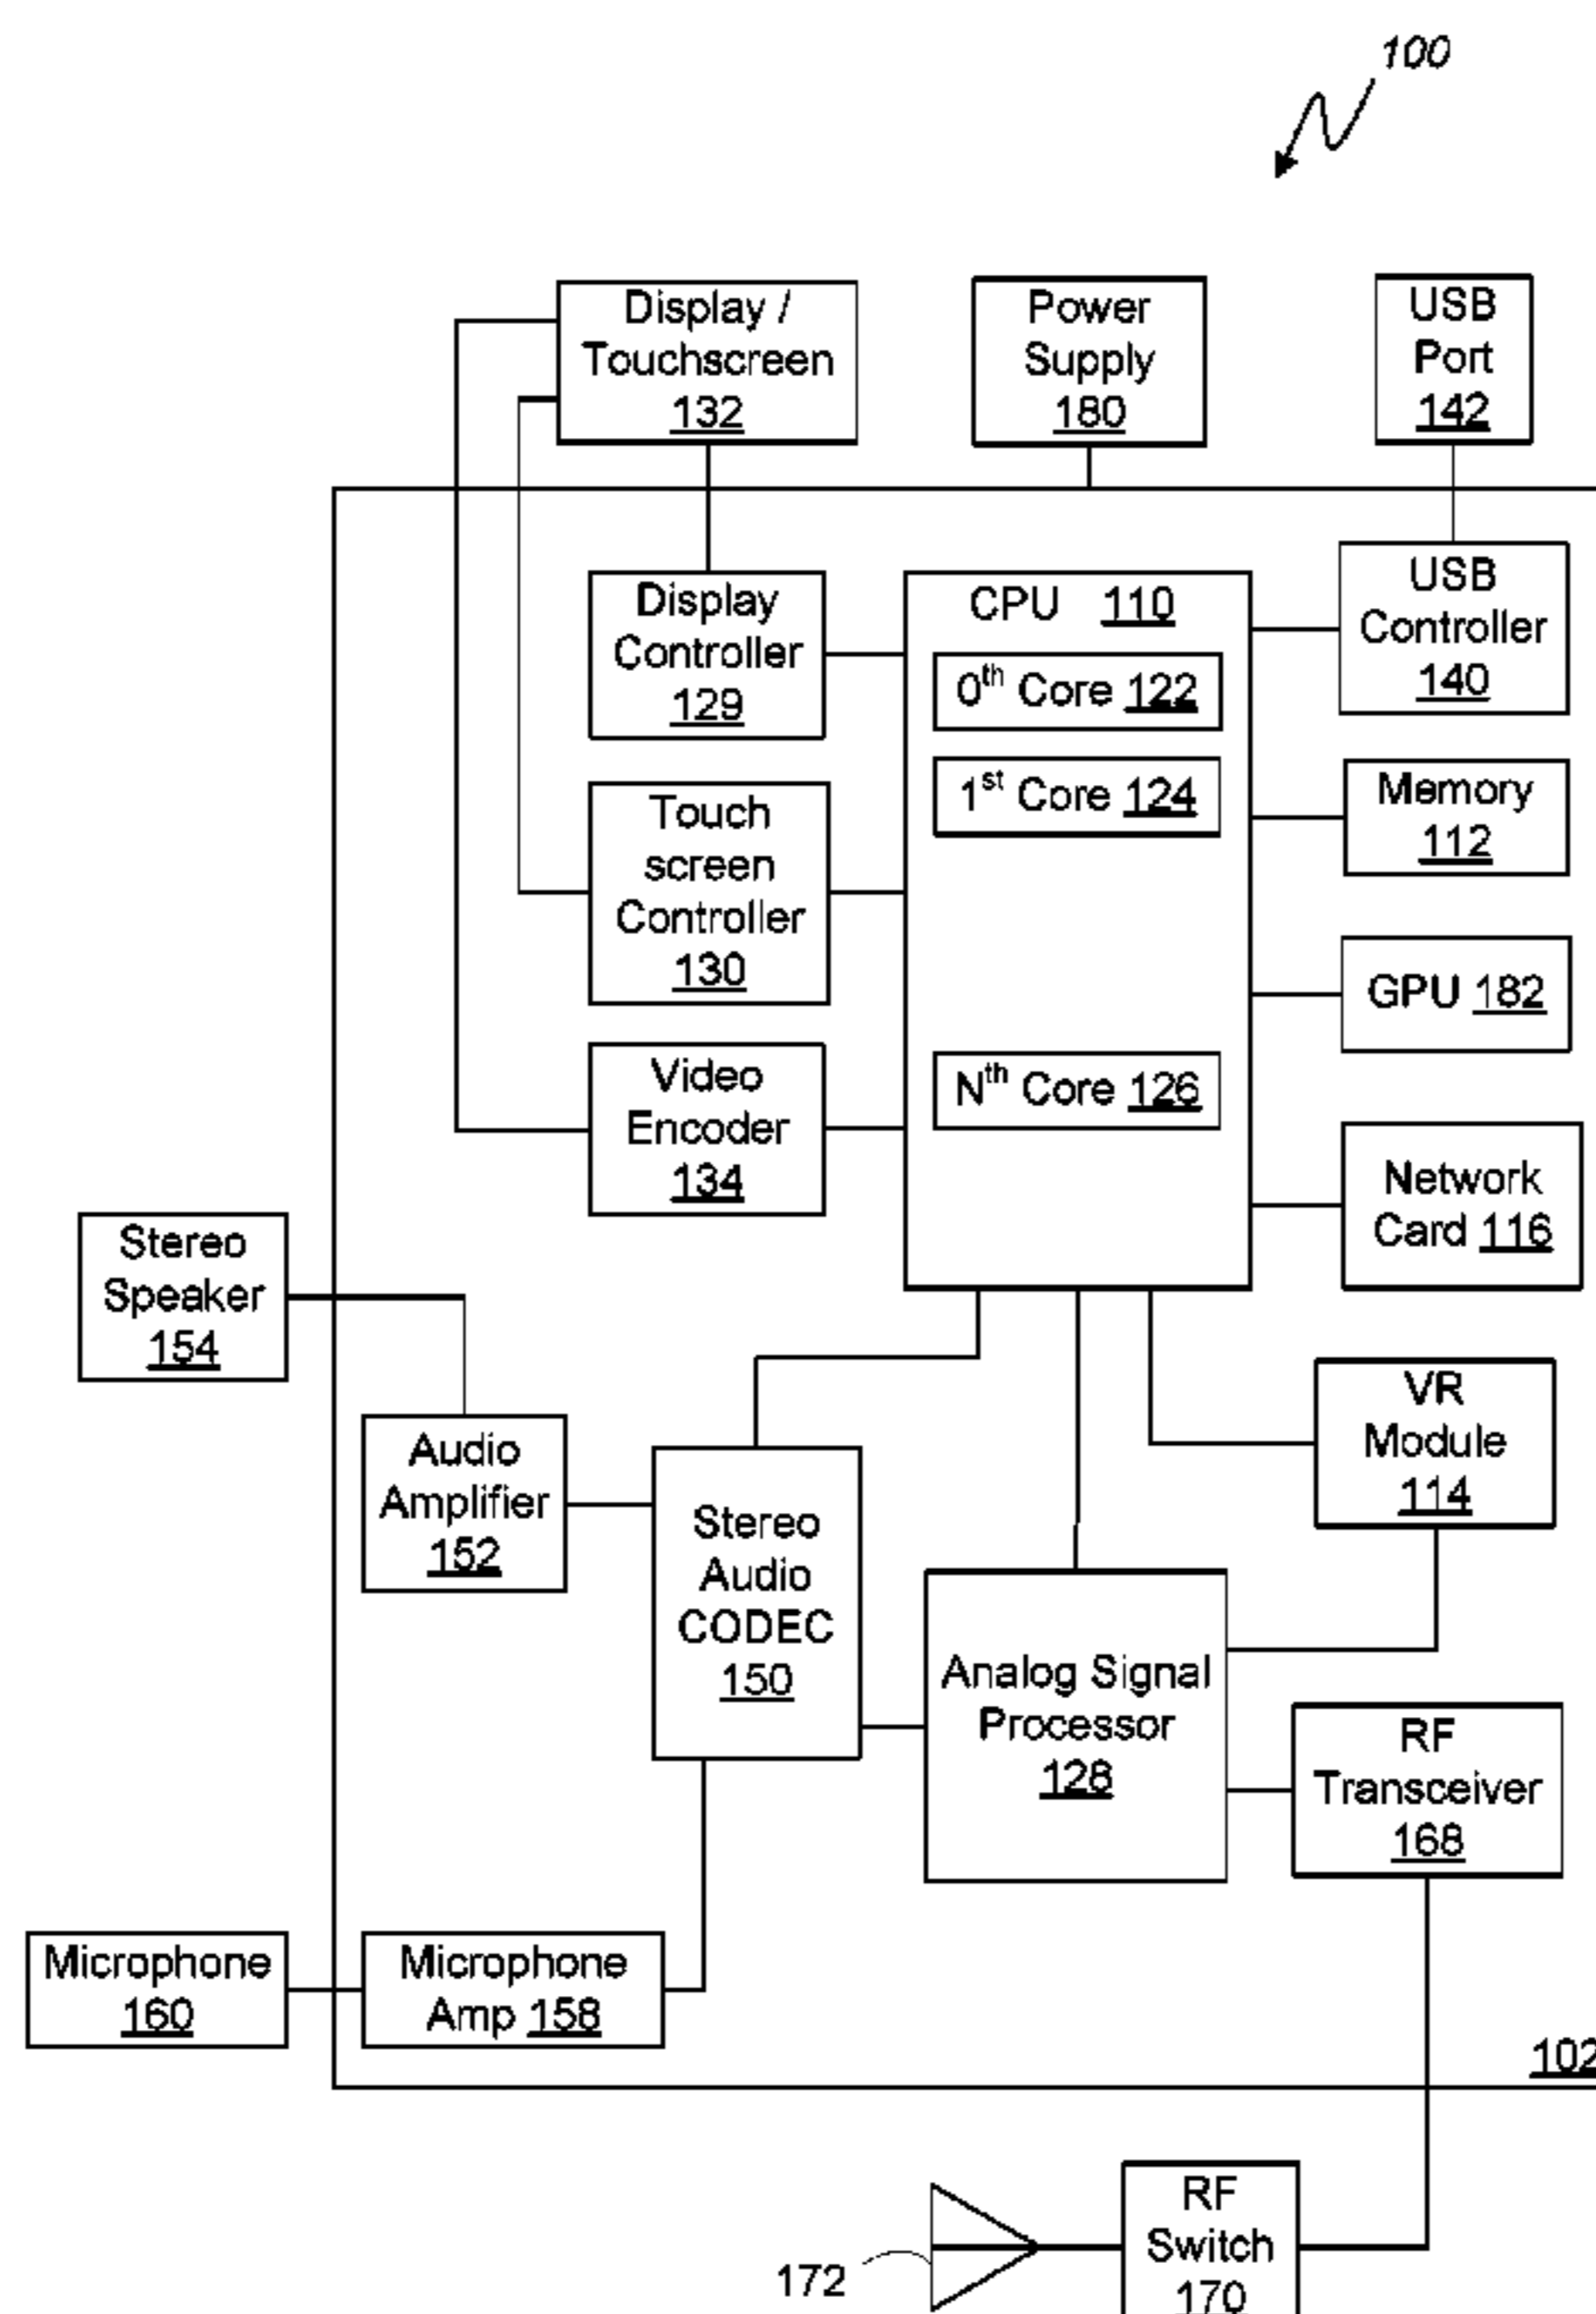 100
Display /
Touchscreen
132
Power
Supply
180
USB
Port
142
Display
Controller
129
CPU 110
0th Core 122
1st Core 124
Nth Core 126
USB
Controller
140
Touch
screen
Controller
130
Memory
112
GPU 182
Video
Encoder
134
Network
Card 116
Stereo
Speaker
154
Audio
Amplifier
152
Stereo
Audio
CODEC
150
VR
Module
114
Analog Signal
Processor
128
RF
Transceiver
168
Microphone
160
Microphone
Amp 158
102
RF
Switch
170
172